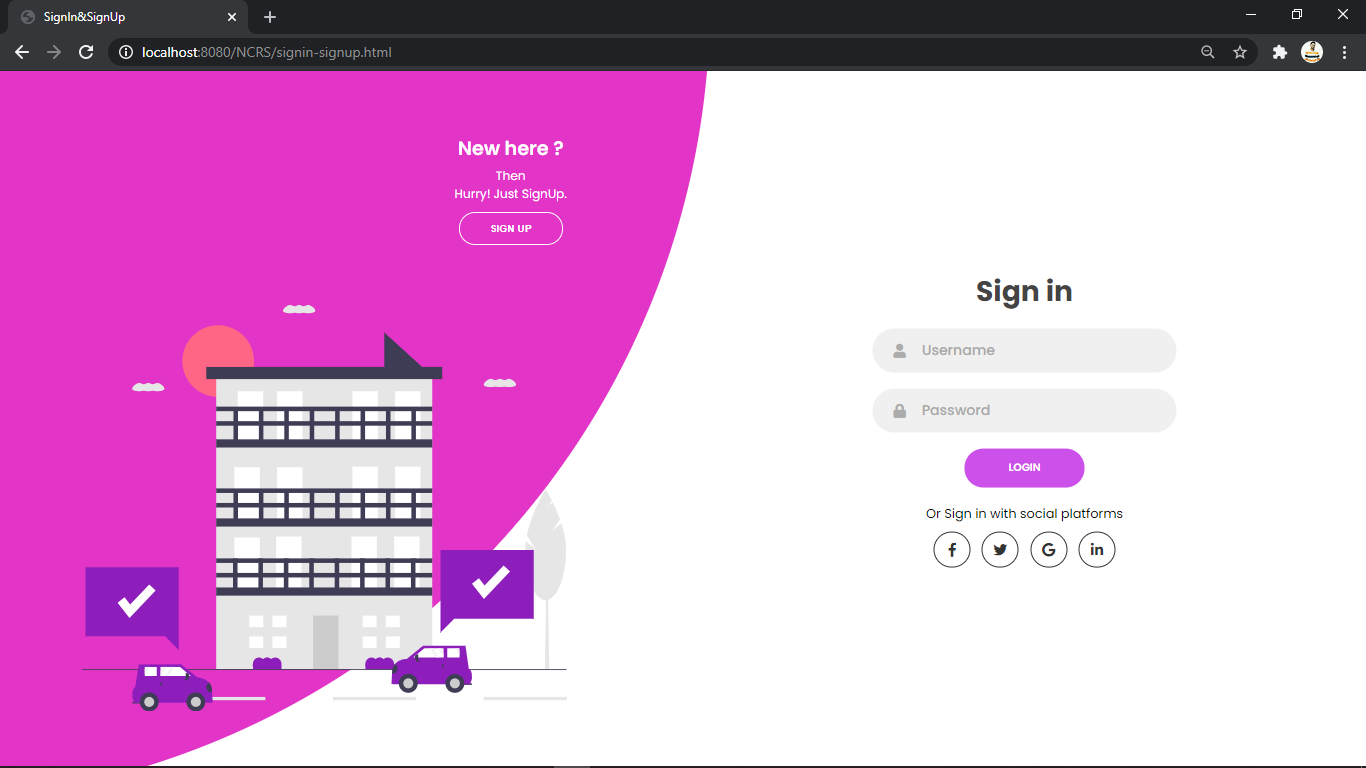 SignIn&SignUp
localhost:8080/NCRS/signin-signup.html
New here ?
Then
Hurry! Just SignUp.
SIGN UP
Sign in
Username
Password
LOGIN
Or Sign in with social platforms